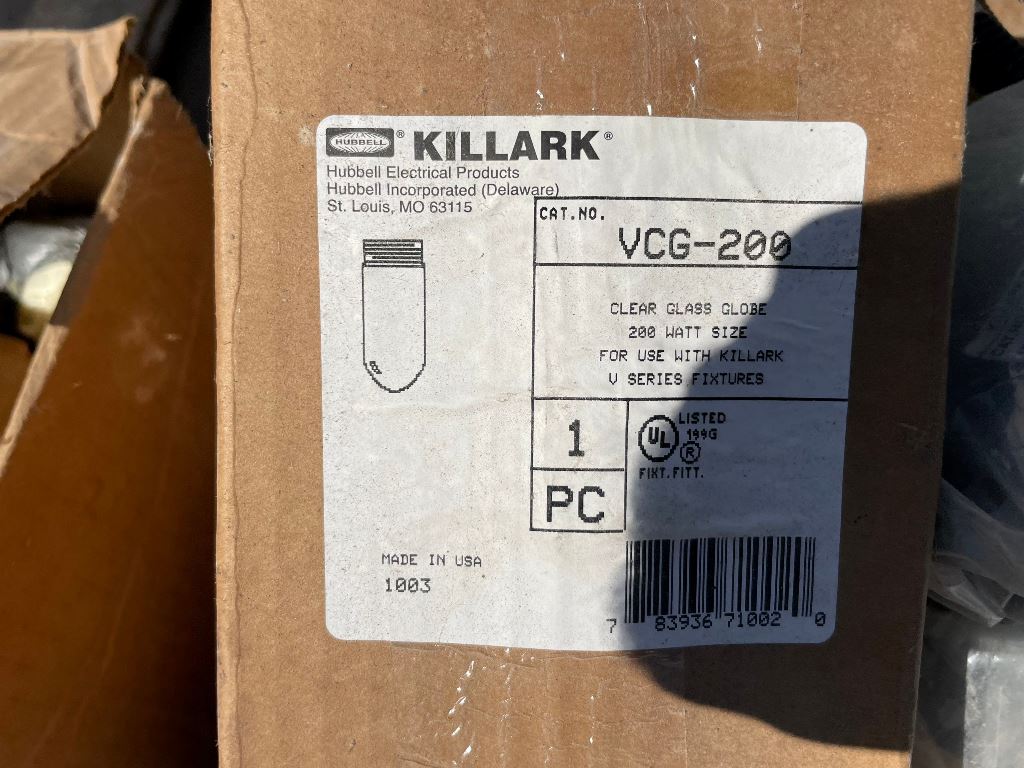 HUBBELL® KILLARK®
Hubbell Electrical Products
Hubbell Incorporated (Delaware)
St. Louis, MO 63115
CAT.NO.
VCG-200
CLEAR GLASS GLOBE
200 WATT SIZE
FOR USE WITH KILLARK
V SERIES FIXTURES
1
PC
UL LISTED
199G
®
FIXT.FITT.
MADE IN USA
1003
7 83936 71002 0